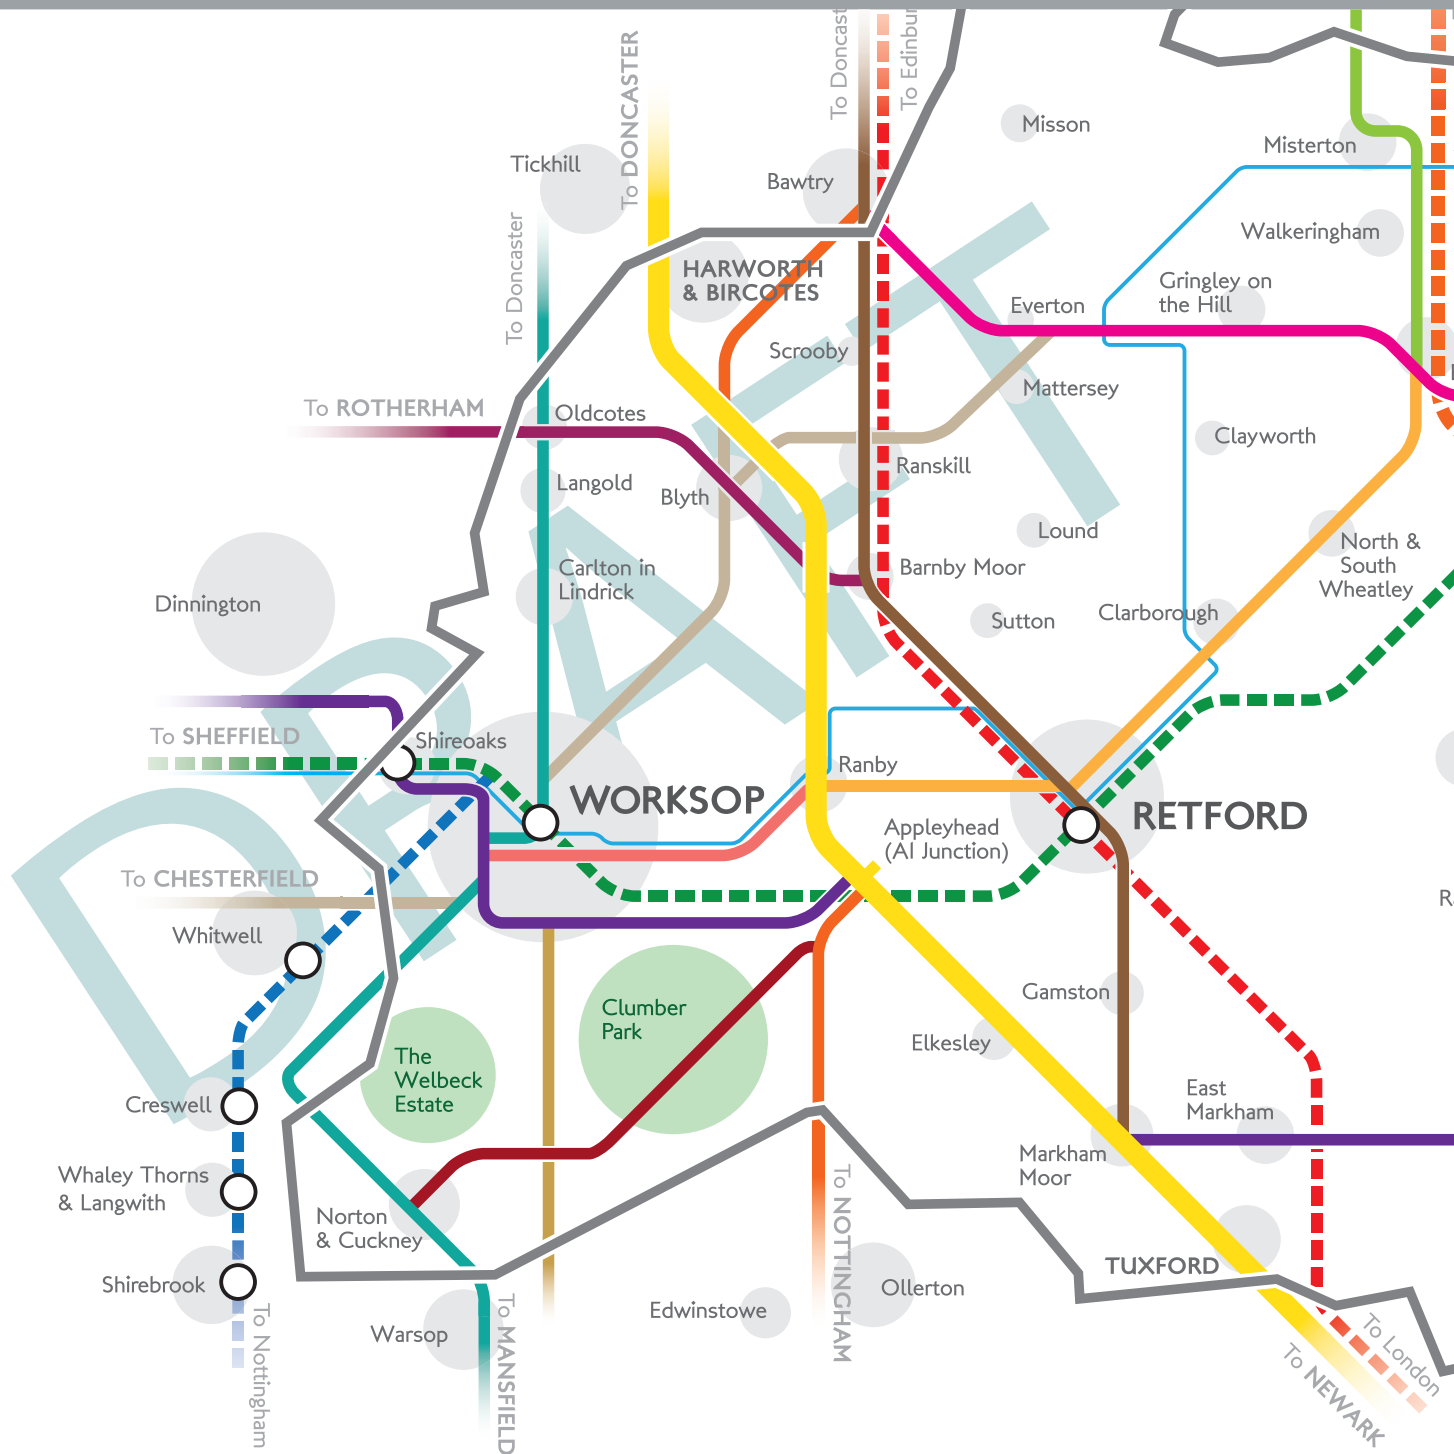 To DONCASTER
To Doncast
To Edinbur
Misson
Misterton
Tickhill
Bawtry
To Doncaster
Walkeringham
HARWORTH
& BIRCOTES
Gringley on
the Hill
Everton
Scrooby
Mattersey
To ROTHERHAM
Oldcotes
Clayworth
Ranskill
Langold
Blyth
Lound
North &
South
Wheatley
Carlton in
Lindrick
Barnby Moor
Dinnington
Sutton
Clarborough
To SHEFFIELD
Shireoaks
Ranby
WORKSOP
RETFORD
Appleyhead
(AI Junction)
To CHESTERFIELD
Whitwell
Clumber
Park
Gamston
Elkesley
The
Welbeck
Estate
Creswell
East
Markham
Whaley Thorns
& Langwith
Markham
Moor
Norton
& Cuckney
To NOTTINGHAM
TUXFORD
Shirebrook
Ollerton
Edwinstowe
To Nottingham
Warsop
To MANSFIELD
To London
To NEWARK
DRAFT